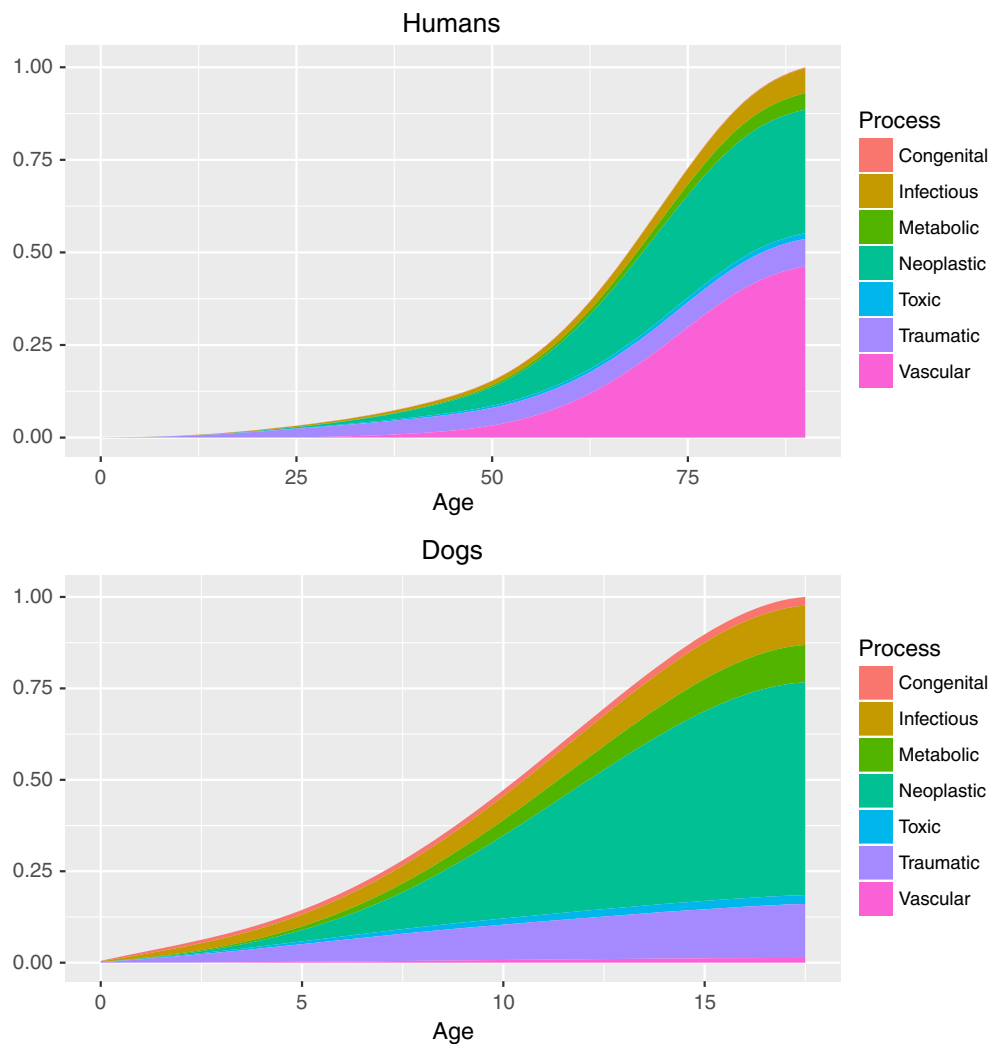 Humans
1.00
0.75
0.50
0.25
0.00
0
25
50
75
Age
Process
Congenital
Infectious
Metabolic
Neoplastic
Toxic
Traumatic
Vascular
Dogs
1.00
0.75
0.50
0.25
0.00
0
5
10
15
Age
Process
Congenital
Infectious
Metabolic
Neoplastic
Toxic
Traumatic
Vascular